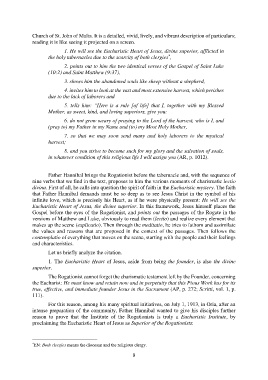 Church of St. John of Malta. It is a detailed, vivid, lively, and vibrant description of particulars;
reading it is like seeing it projected on a screen.
1. He will see the Eucharistic Heart of Jesus, divine superior, afflicted in
the holy tabernacles due to the scarcity of both clergies⁷,
2. points out to him the two identical verses of the Gospel of Saint Luke
(10:2) and Saint Matthew (9:37),
3. shows him the abandoned souls like sheep without a shepherd,
4. invites him to look at the vast and most extensive harvest, which perishes
due to the lack of laborers and
5. tells him: "[Here is a rule [of life] that I, together with my Blessed
Mother, as sweet, kind, and loving superiors, give you:
6. do not grow weary of praying to the Lord of the harvest, who is I, and
(pray to) my Father in my Name and (to) my Most Holy Mother,
7. so that we may soon send many and holy laborers to the mystical
harvest;
8. and you strive to become such for my glory and the salvation of souls,
in whatever condition of this religious life I will assign you (AR, p. 1012).
Father Hannibal brings the Rogationist before the tabernacle and, with the sequence of
nine verbs that we find in the text, proposes to him the various moments of charismatic lectio
divina. First of all, he calls into question the spirit of faith in the Eucharistic mystery. The faith
that Father Hannibal demands must be so deep as to see Jesus Christ in the symbol of his
infinite love, which is precisely his Heart, as if he were physically present: He will see the
Eucharistic Heart of Jesus, the divine superior. In this framework, Jesus himself places the
Gospel before the eyes of the Rogationist, and points out the passages of the Rogate in the
versions of Matthew and Luke, obviously to read them (lectio) and relive every element that
makes up the scene (explicatio). Then through the meditatio, he tries to fathom and assimilate
the values and reasons that are proposed in the context of the passages. Then follows the
contemplatio of everything that moves on the scene, starting with the people and their feelings
and characteristics.
Let us briefly analyze the citation.
1. The Eucharistic Heart of Jesus, aside from being the founder, is also the divine
superior.
The Rogationist cannot forget the charismatic testament left by the Founder, concerning
the Eucharist: He must know and retain now and in perpetuity that this Pious Work has for its
true, effective, and immediate founder Jesus in the Sacrament (AP, p. 272; Scritti, vol. 3, p.
111).
For this reason, among his many spiritual initiatives, on July 1, 1913, in Oria, after an
intense preparation of the community, Father Hannibal wanted to give his disciples further
reason to prove that the Institute of the Rogationists is truly a Eucharistic Institute, by
proclaiming the Eucharistic Heart of Jesus as Superior of the Rogationists:
⁷EN: Both clergies means the diocesan and the religious clergy.
8